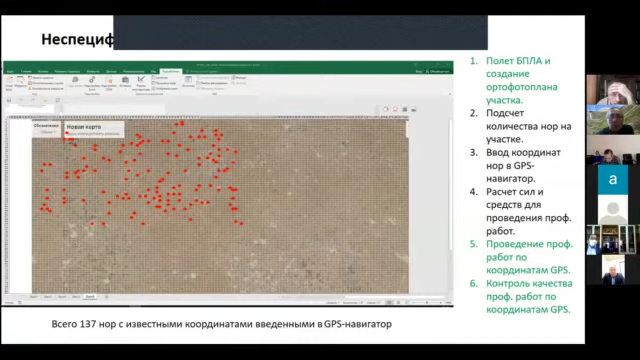 Неспециф
Новая карта
1. Полет БПЛА и
создание
ортофотоплана
участка.
2. Подсчет
количества нор на
участке.
3. Ввод координат
нор в GPS-
навигатор.
4. Расчет сил и
средств для
проведения проф.
работ.
5. Проведение проф.
работ по
координатам GPS.
6. Контроль качества
проф. работ по
координатам GPS.
a
Всего 137 нор с известными координатами введенными в GPS-навигатор